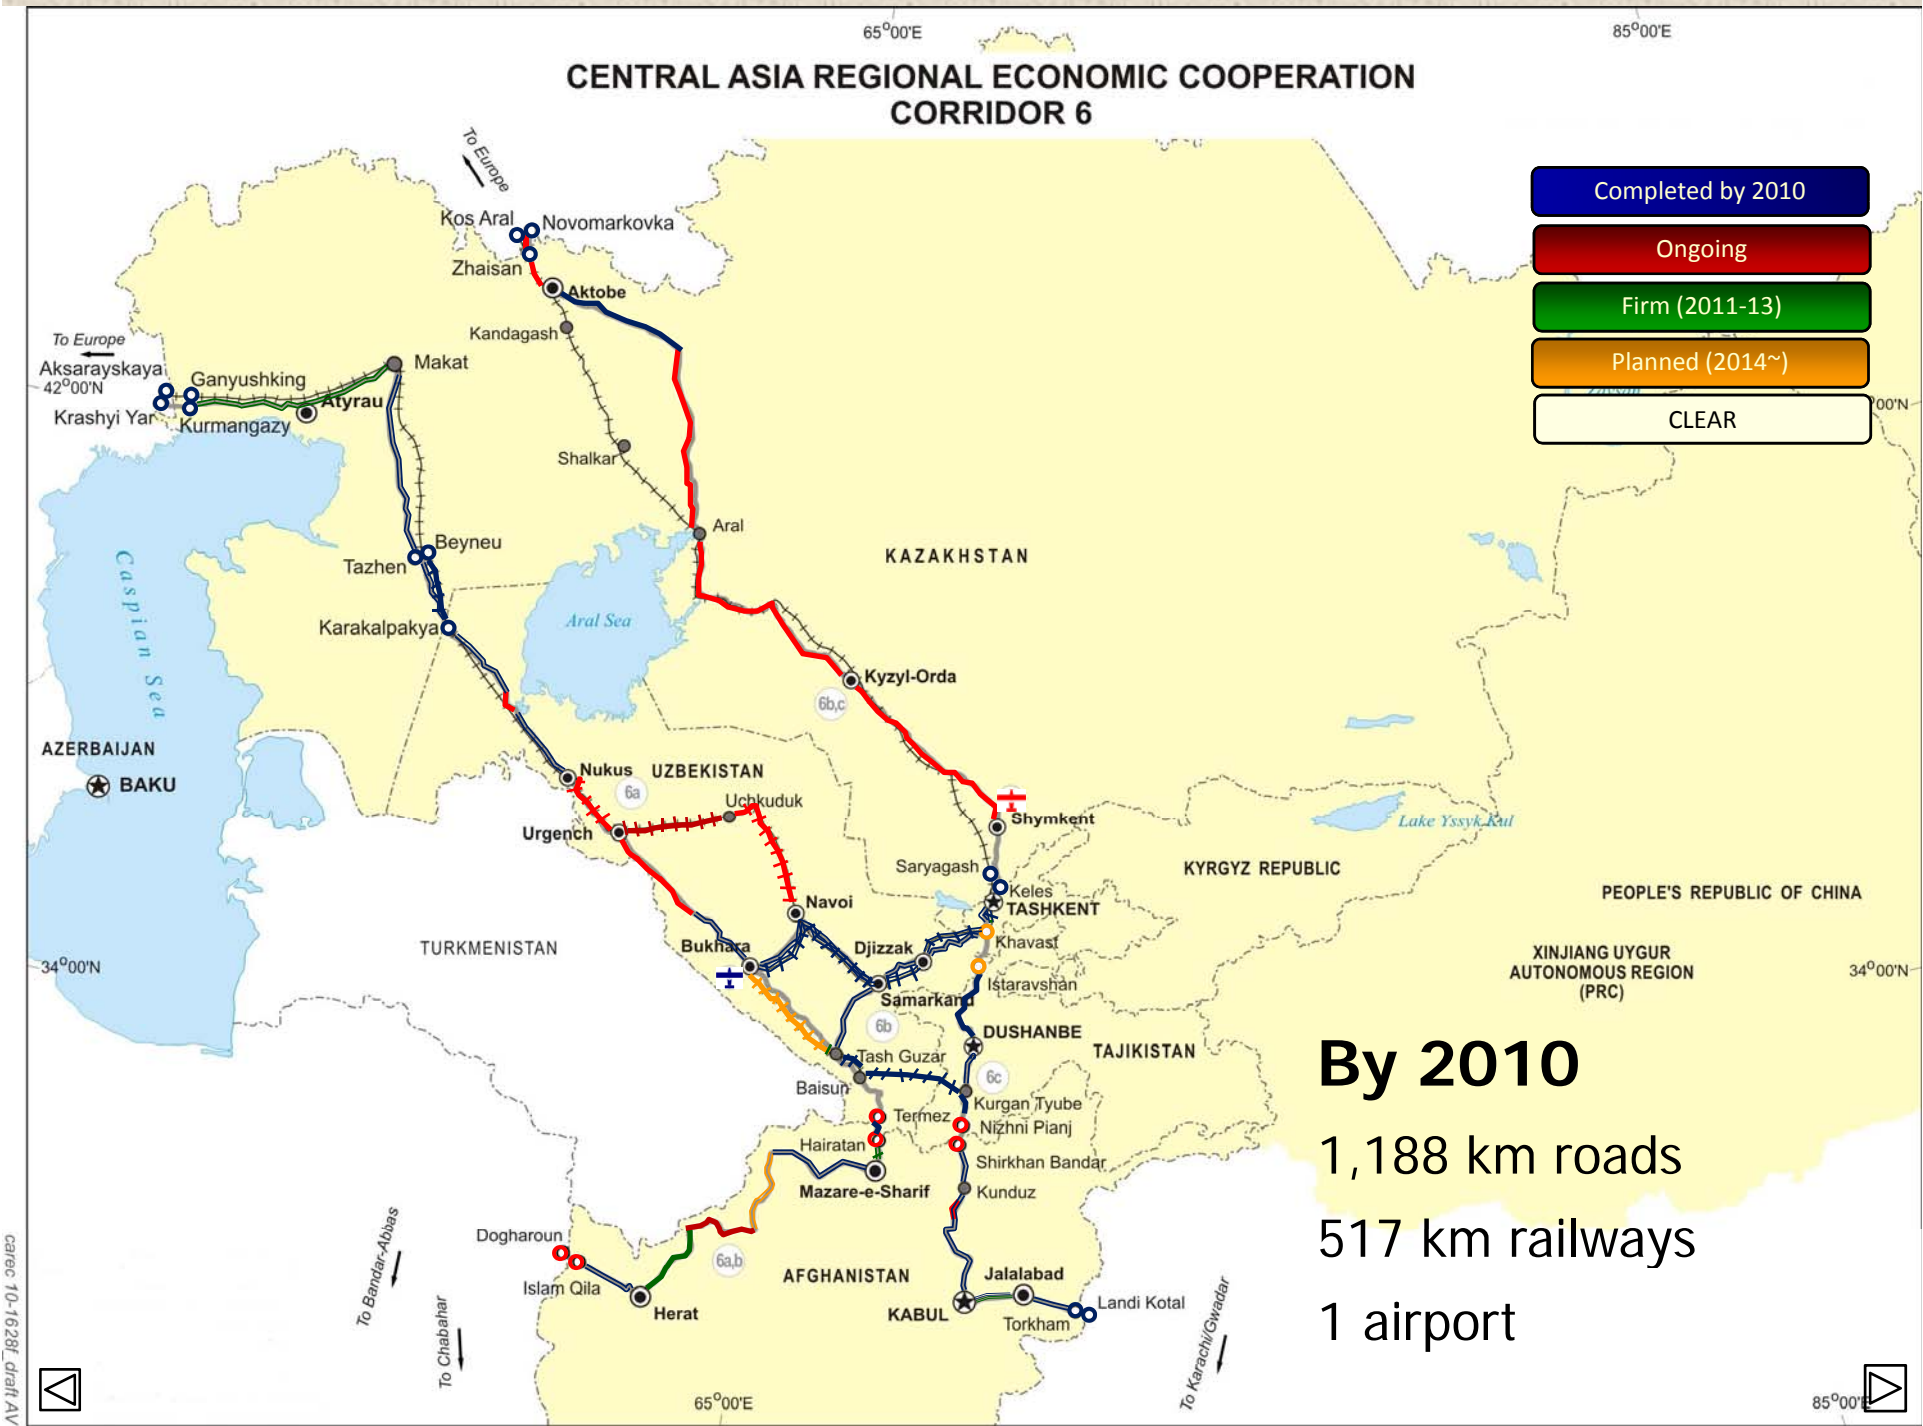 65°00'E
85°00'E
CENTRAL ASIA REGIONAL ECONOMIC COOPERATION
CORRIDOR 6
To Europe
Completed by 2010
Ongoing
Firm (2011-13)
Planned (2014~)
CLEAR
Kos Aral
Novomarkovka
Zhaisan
Aktobe
Kandagash
To Europe
Aksarayskaya
42°00'N
Ganyushking
Makat
Atyrau
Krashyi Yar
Kurmangazy
00'N
Shalkar
Aral
Beyneu
Tazhen
KAZAKHSTAN
Caspian Sea
Karakalpakya
Aral Sea
Kyzyl-Orda
6b,c
AZERBAIJAN
BAKU
Nukus
UZBEKISTAN
6a
Uchkuduk
Urgench
Shymkent
Lake Yssyk Kul
Saryagash
KYRGYZ REPUBLIC
Keles
TASHKENT
PEOPLE'S REPUBLIC OF CHINA
Navoi
TURKMENISTAN
Bukhara
Djizzak
Khavast
XINJIANG UYGUR
AUTONOMOUS REGION
(PRC)
34°00'N
34°00'N
Istaravshan
Samarkand
6b
DUSHANBE
TAJIKISTAN
Tash Guzar
6c
Baisun
Kurgan Tyube
Termez
Nizhni Pianj
Hairatan
Shirkhan Bandar
Mazare-e-Sharif
Kunduz
By 2010
1,188 km roads
517 km railways
1 airport
Dogharoun
6a,b
Islam Qila
AFGHANISTAN
Jalalabad
Herat
KABUL
Landi Kotal
Torkham
To Bandar-Abbas
To Chabahar
To Karachi/Gwadar
65°00'E
85°00'E
carec 10-1628f_draft AV